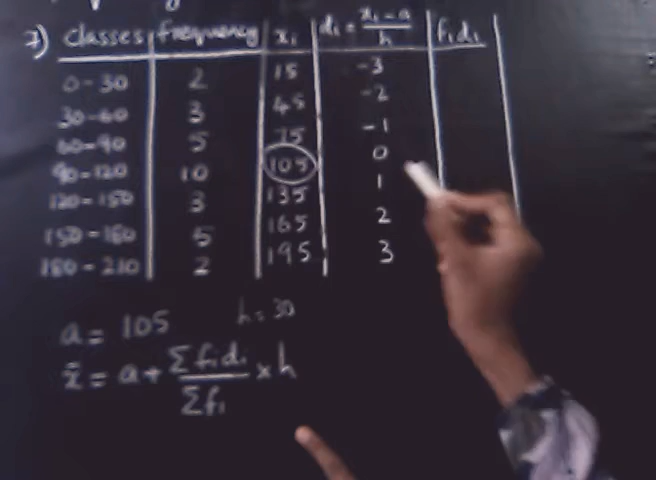 7) classes frequency xi di = xi - a / h fidi
0-30 2 15 -3
30-60 3 45 -2
60-90 5 75 -1
90-120 10 105 0
120-150 3 135 1
150-180 5 165 2
180-210 2 195 3
a = 105 h = 30
x̄ = a + Σfidi / Σfi × h